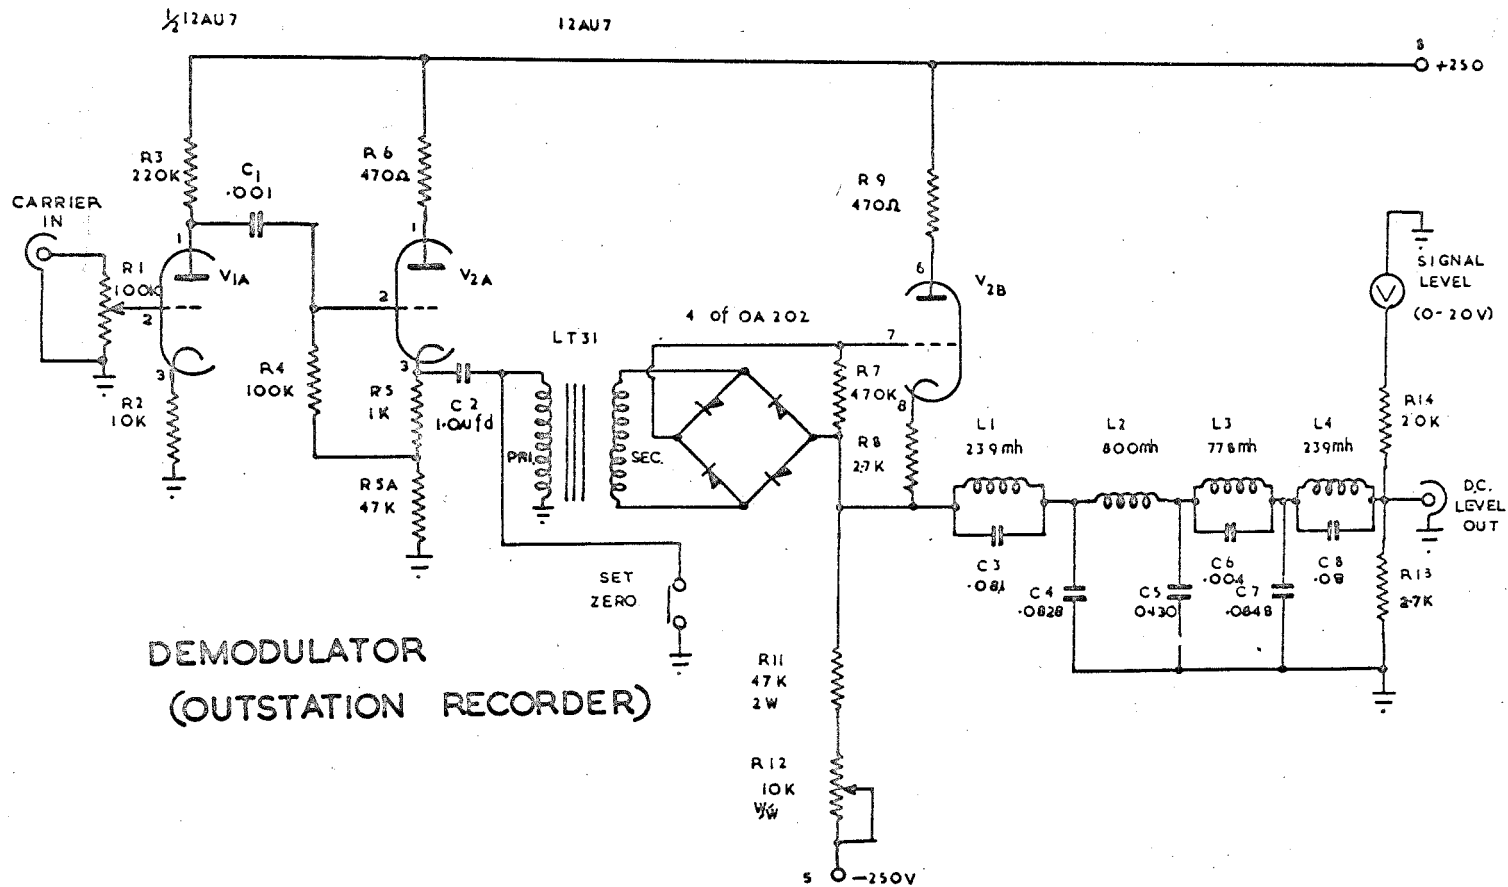 ½ 12AU7
12AU7
8
+250
R3
220K
C1
.001
R6
470Ω
R9
470Ω
CARRIER
IN
R1
100K
1
2
3
V1A
1
2
3
V2A
6
7
8
V2B
SIGNAL
LEVEL
(0-20V)
V
4 of OA202
LT31
R2
10K
R4
100K
R5
1K
C2
1.0μfd
PRI.
SEC.
R7
470K
R8
2.7K
R5A
47K
L1
239mh
L2
800mh
L3
778mh
L4
239mh
R14
20K
D.C.
LEVEL
OUT
C3
.081
C4
.0828
C5
0.430
C6
.004
C7
.0848
C8
.08
R13
2.7K
SET
ZERO
DEMODULATOR
(OUTSTATION RECORDER)
R11
47K
2W
R12
10K
W/W
5
-250V